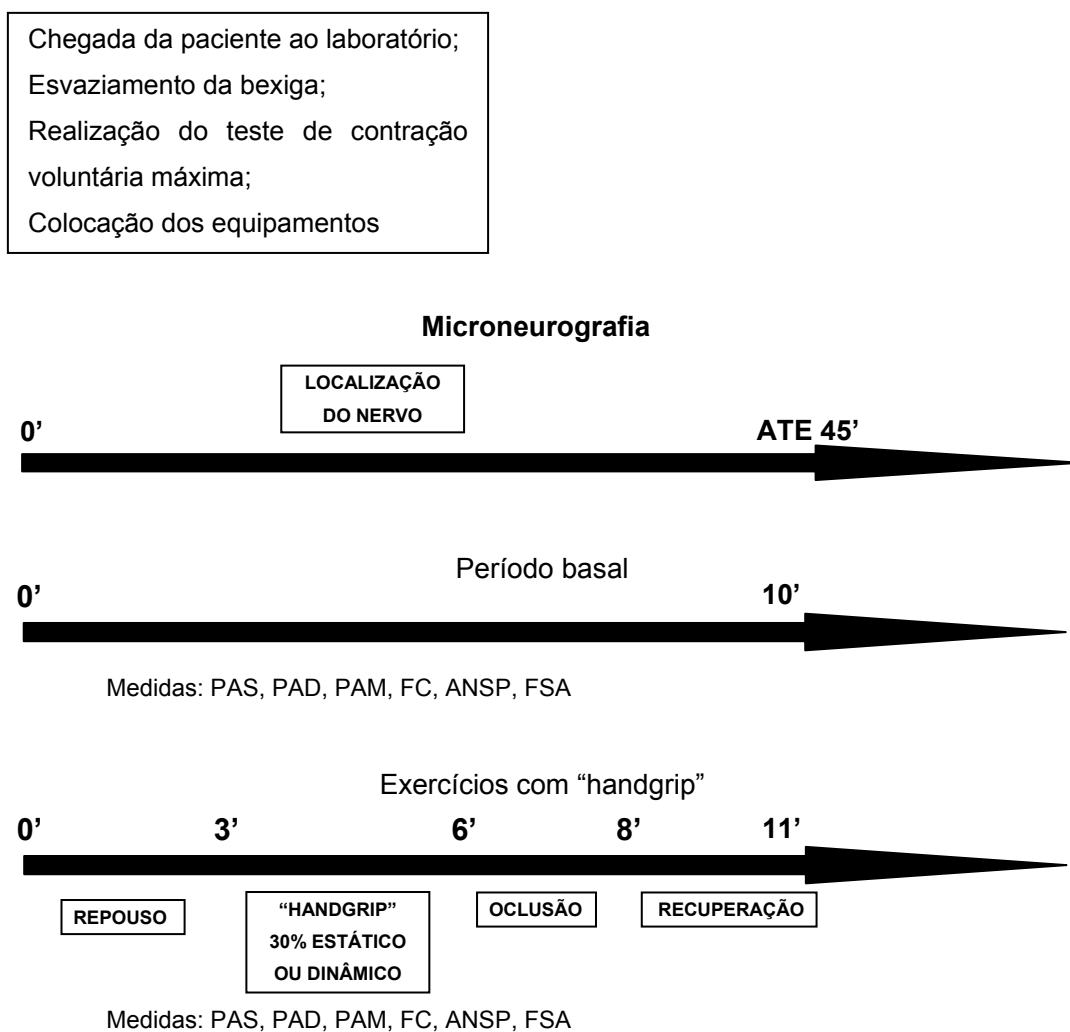 Chegada da paciente ao laboratório;
Esvaziamento da bexiga;
Realização do teste de contração
voluntária máxima;
Colocação dos equipamentos
Microneurografia
LOCALIZAÇÃO
DO NERVO
0’ ATE 45’
Período basal
0’ 10’
Medidas: PAS, PAD, PAM, FC, ANSP, FSA
Exercícios com “handgrip”
0’ 3’ 6’ 8’ 11’
REPOUSO
“HANDGRIP”
30% ESTÁTICO
OU DINÂMICO
OCLUSÃO
RECUPERAÇÃO
Medidas: PAS, PAD, PAM, FC, ANSP, FSA